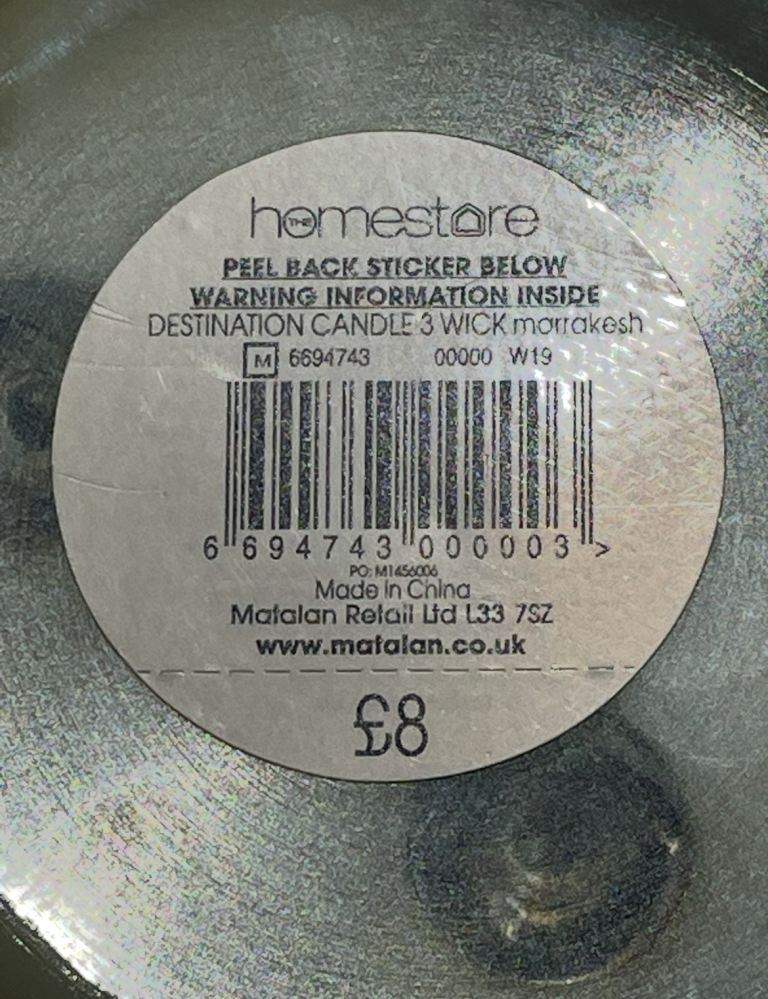 THE homestore
PEEL BACK STICKER BELOW
WARNING INFORMATION INSIDE
DESTINATION CANDLE 3 WICK marrakesh
M 6694743 00000 W19
6 694743 000003 >
PO: M1456006
Made in China
Matalan Retail Ltd L33 7SZ
www.matalan.co.uk
£8